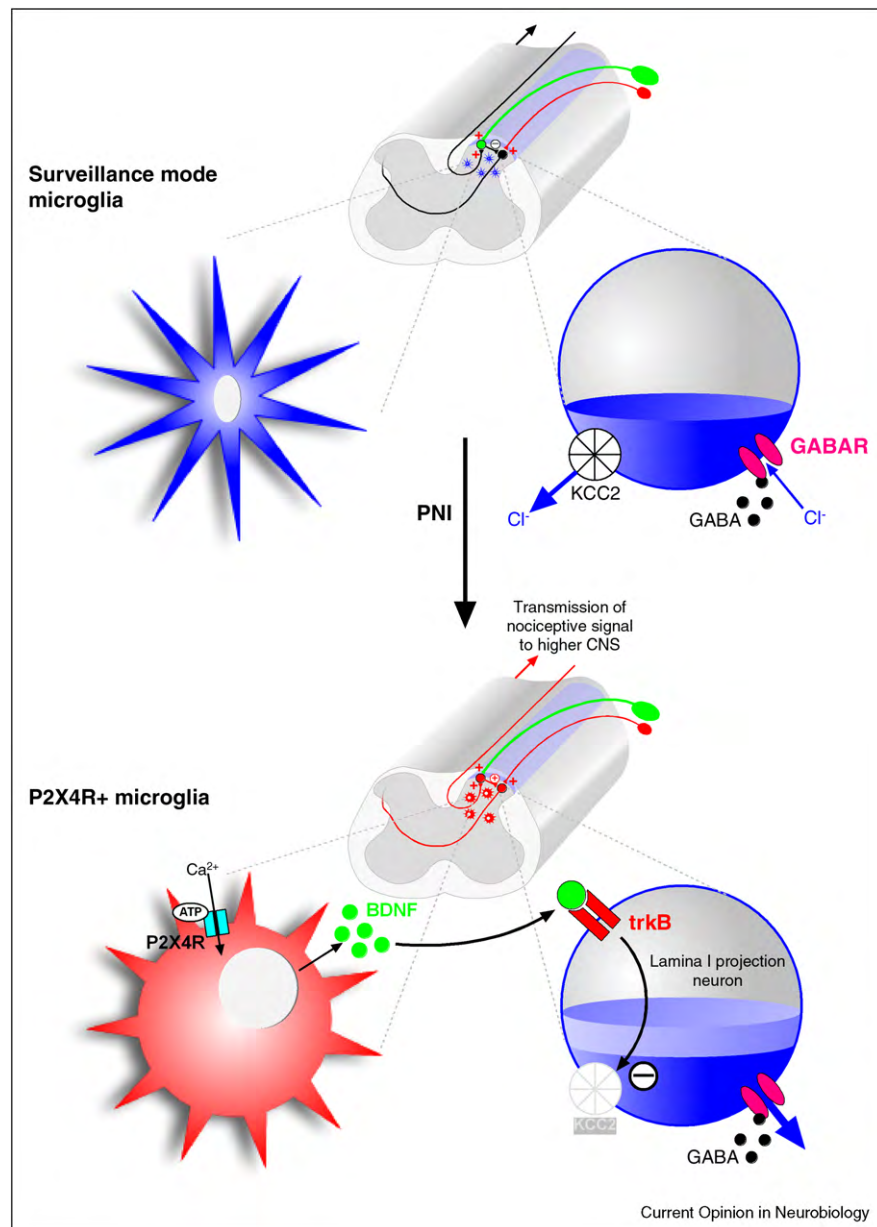 Surveillance mode
microglia
GABAR
KCC2
Cl-
GABA
Cl-
PNI
Transmission of
nociceptive signal
to higher CNS
P2X4R+ microglia
Ca2+
ATP
P2X4R
BDNF
trkB
Lamina I projection
neuron
KCC2
GABA
Current Opinion in Neurobiology